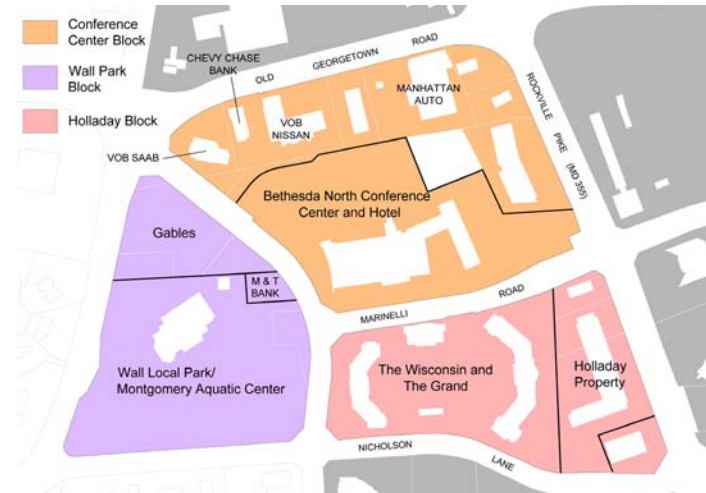 Conference
Center Block
Wall Park
Block
Holladay Block
CHEVY CHASE
BANK
OLD GEORGETOWN ROAD
MANHATTAN
AUTO
ROCKVILLE PIKE (MD 355)
VOB
NISSAN
VOB SAAB
Bethesda North Conference
Center and Hotel
Gables
M & T
BANK
MARINELLI ROAD
Wall Local Park/
Montgomery Aquatic Center
The Wisconsin and
The Grand
Holladay
Property
NICHOLSON LANE